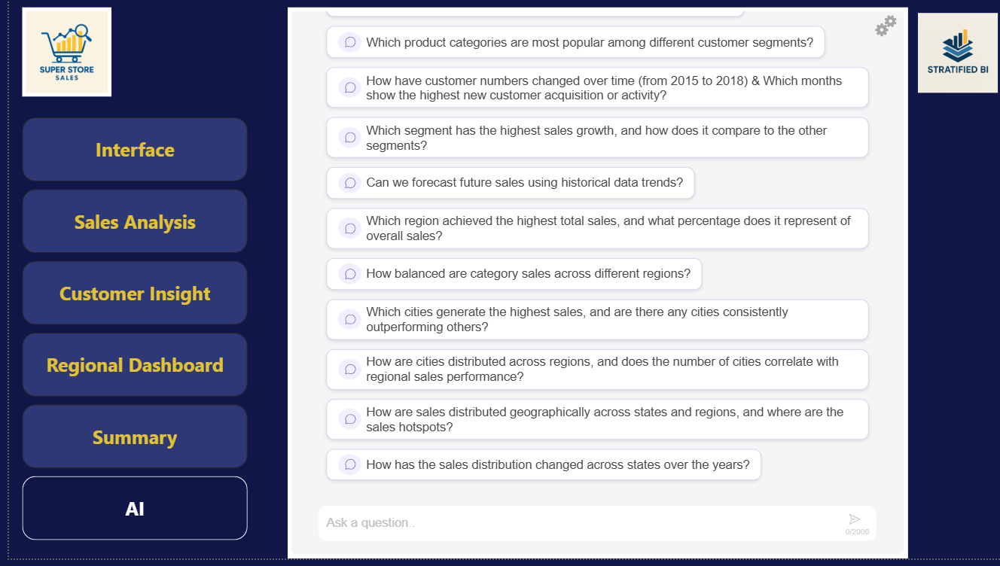 SUPER STORE
SALES
STRATIFIED BI
Interface
Sales Analysis
Customer Insight
Regional Dashboard
Summary
AI
Which product categories are most popular among different customer segments?
How have customer numbers changed over time (from 2015 to 2018) & Which months
show the highest new customer acquisition or activity?
Which segment has the highest sales growth, and how does it compare to the other
segments?
Can we forecast future sales using historical data trends?
Which region achieved the highest total sales, and what percentage does it represent of
overall sales?
How balanced are category sales across different regions?
Which cities generate the highest sales, and are there any cities consistently
outperforming others?
How are cities distributed across regions, and does the number of cities correlate with
regional sales performance?
How are sales distributed geographically across states and regions, and where are the
sales hotspots?
How has the sales distribution changed across states over the years?
Ask a question..
0/2000